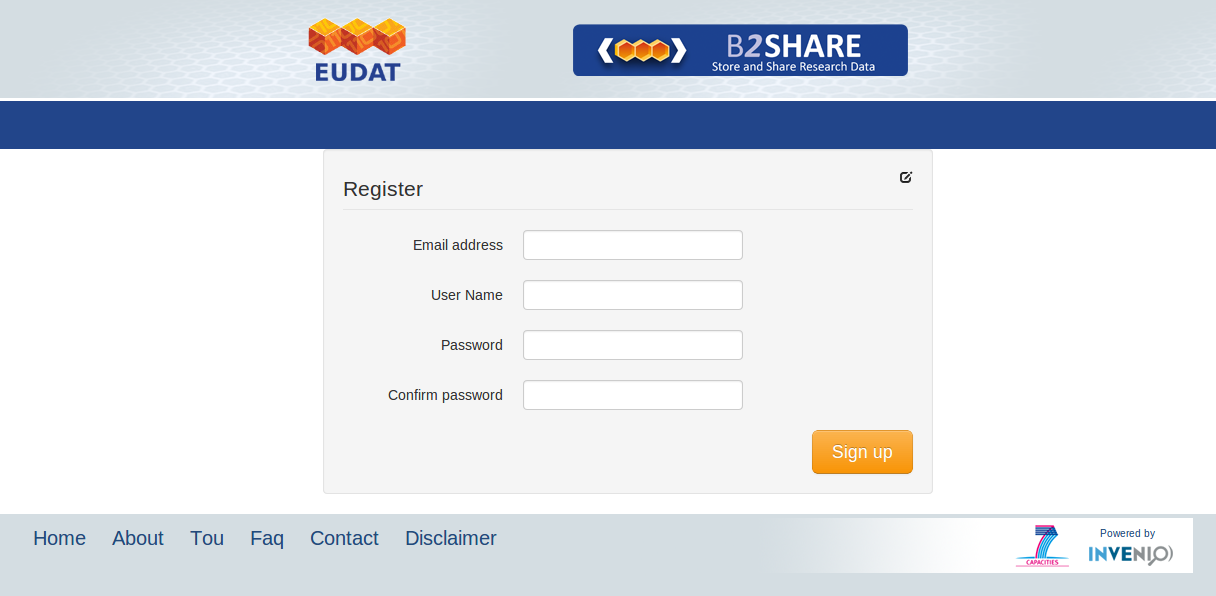 EUDAT
B2SHARE
Store and Share Research Data
Register
Email address
User Name
Password
Confirm password
Sign up
Home About Tou Faq Contact Disclaimer
7
CAPACITIES
Powered by
INVENIO